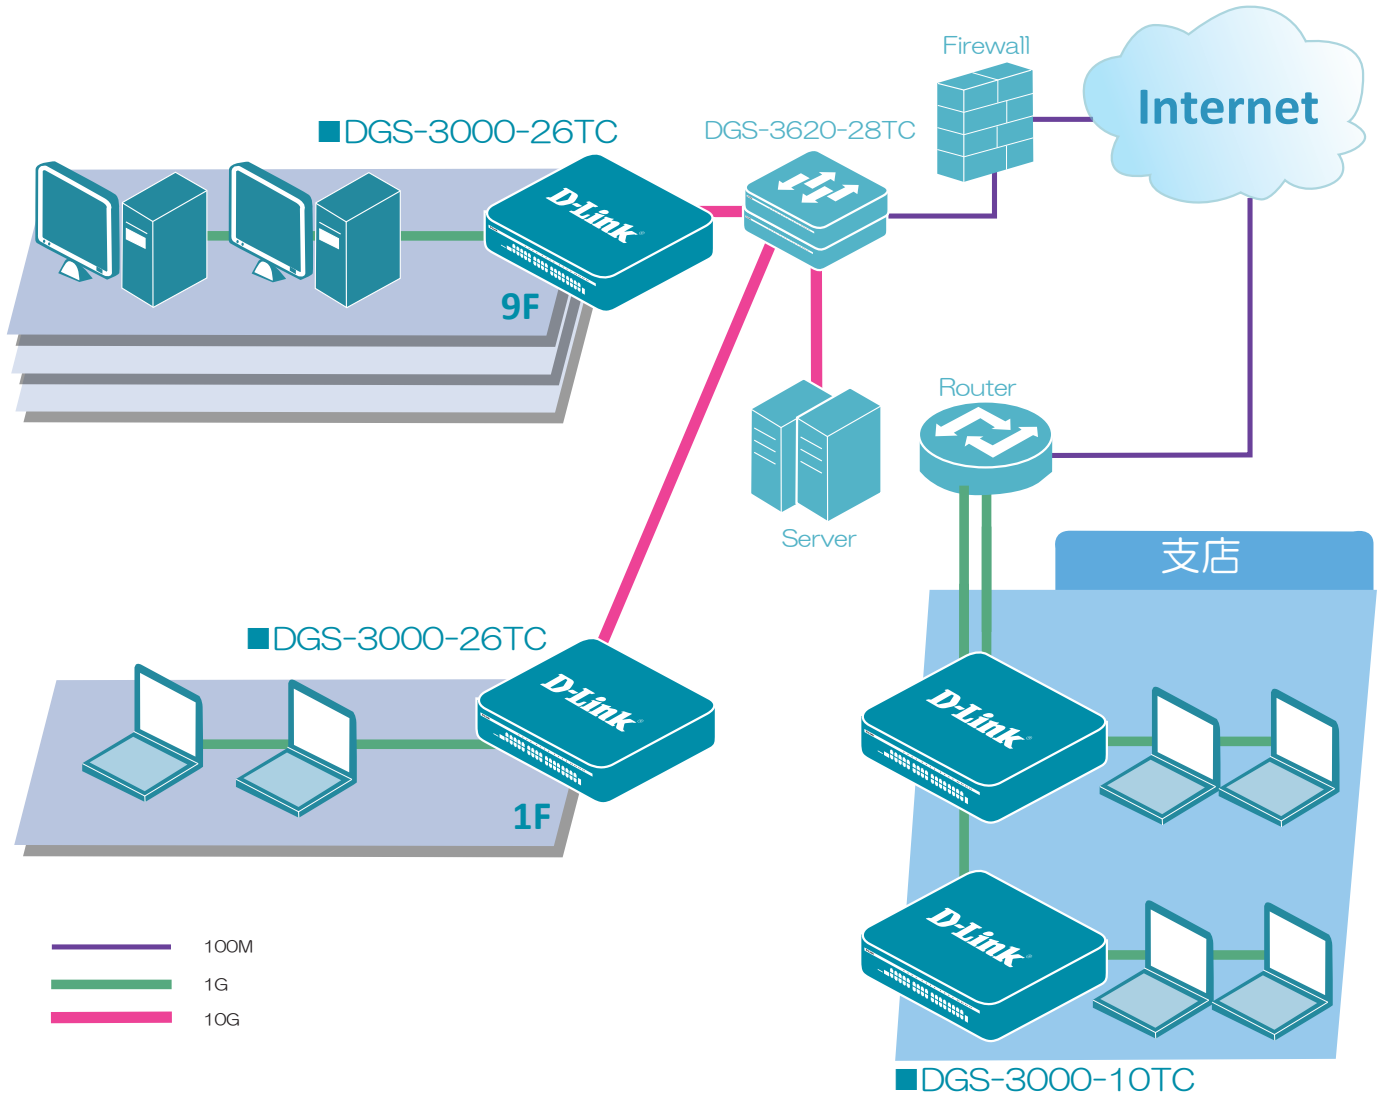 Firewall
Internet
■DGS-3000-26TC
DGS-3620-28TC
D-Link
9F
Router
Server
支店
■DGS-3000-26TC
D-Link
1F
D-Link
D-Link
100M
1G
10G
■DGS-3000-10TC